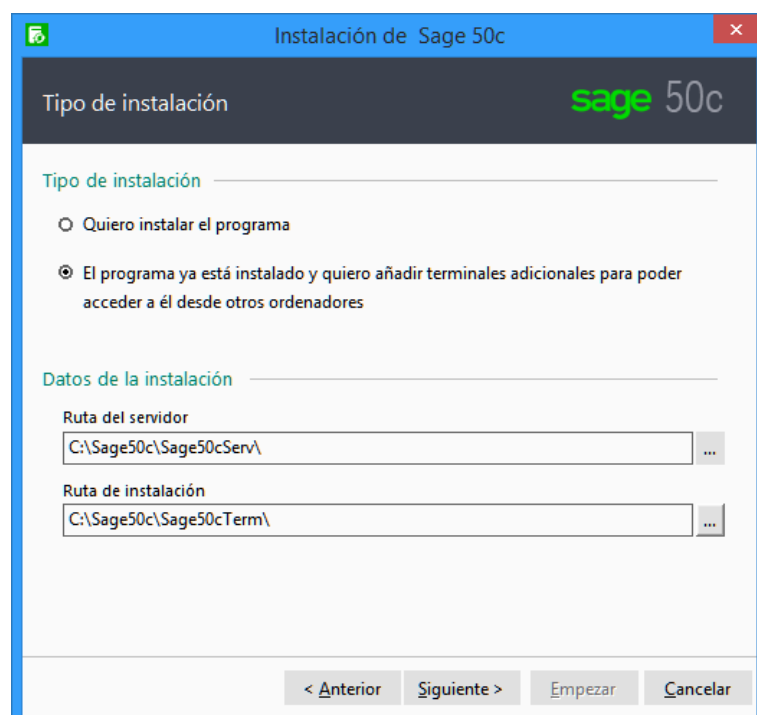 Instalación de Sage 50c
Tipo de instalación
sage 50c
Tipo de instalación
Quiero instalar el programa
El programa ya está instalado y quiero añadir terminales adicionales para poder
acceder a él desde otros ordenadores
Datos de la instalación
Ruta del servidor
C:\Sage50c\Sage50cServ\
...
Ruta de instalación
C:\Sage50c\Sage50cTerm\
...
< Anterior
Siguiente >
Empezar
Cancelar